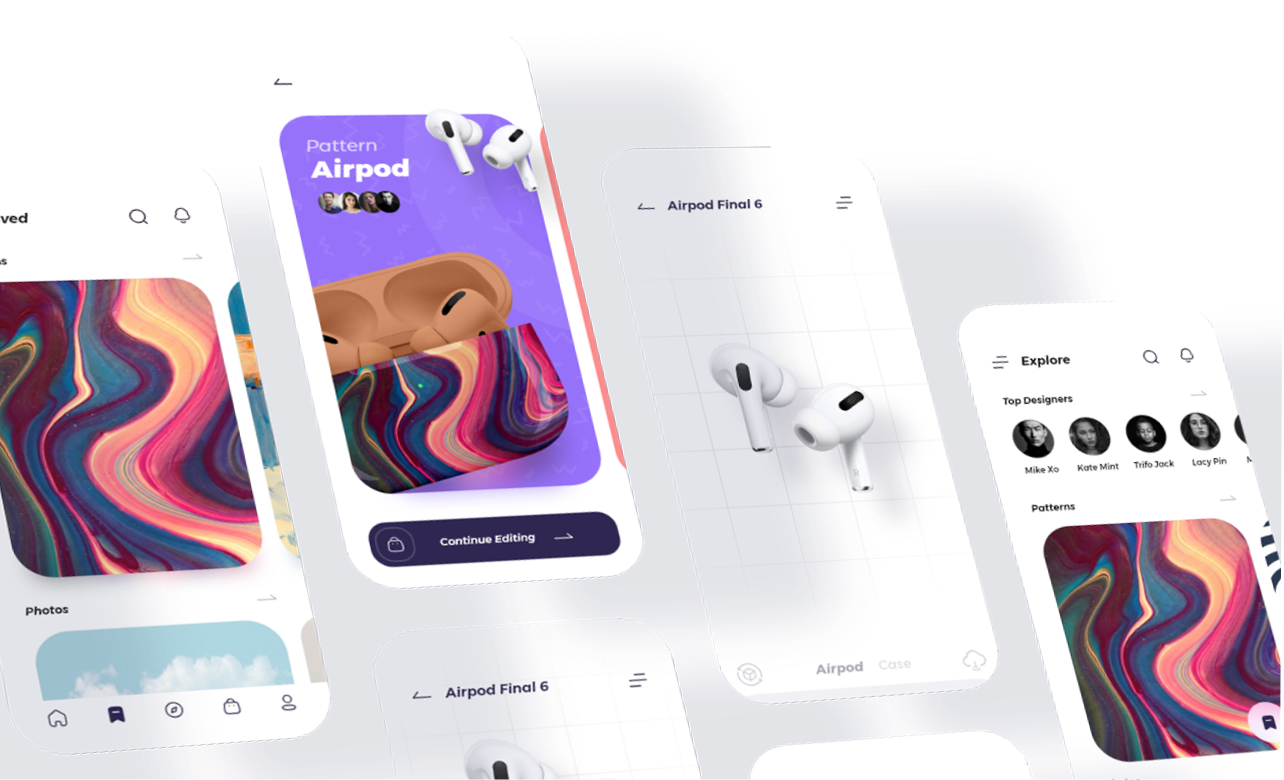 ved
s
Photos
Pattern
Airpod
Continue Editing
Airpod Final 6
Airpod Case
Airpod Final 6
Explore
Top Designers
Mike Xo
Kate Mint
Trifo Jack
Lacy Pin
M
Patterns
R